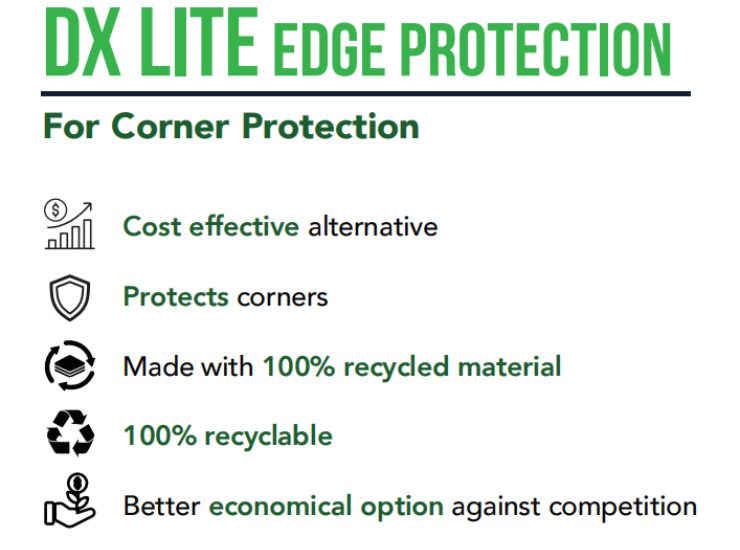 DX LITE EDGE PROTECTION
For Corner Protection
$
Cost effective alternative
Protects corners
Made with 100% recycled material
100% recyclable
Better economical option against competition